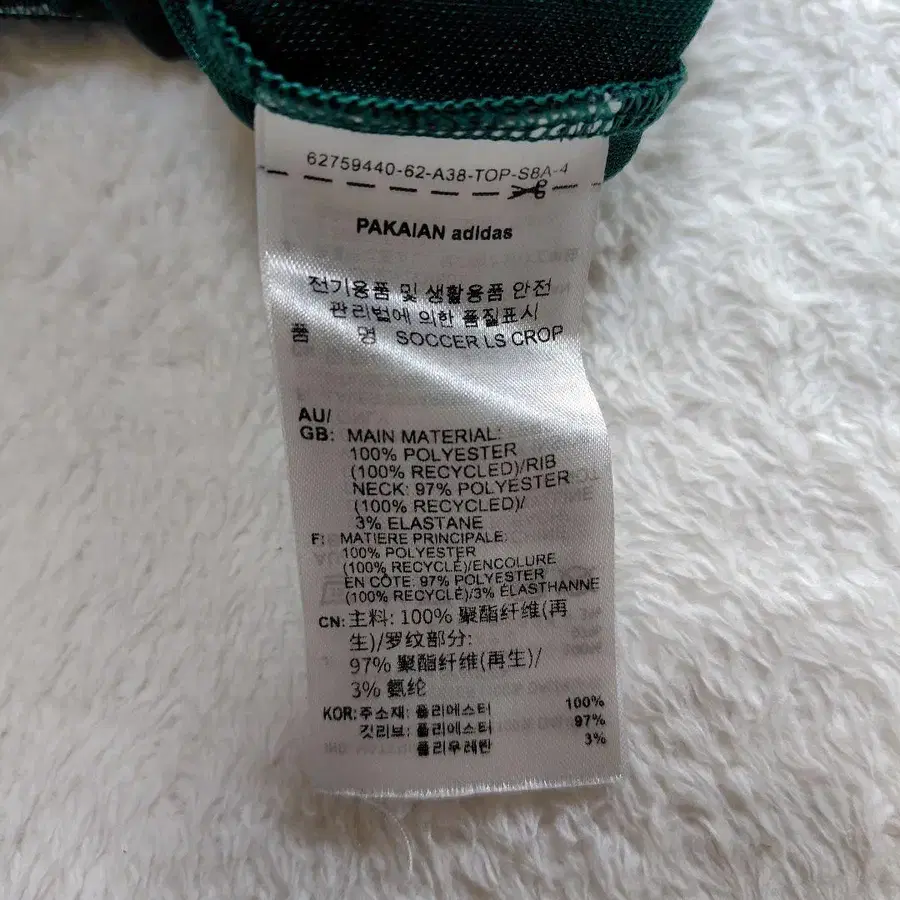 62759440-62-A38-TOP-S8A-4
PAKAIAN adidas
전기용품 및 생활용품 안전
관리법에 의한 품질표시
품 명 SOCCER LS CROP
AU/
GB: MAIN MATERIAL:
100% POLYESTER
(100% RECYCLED)/RIB
NECK: 97% POLYESTER
(100% RECYCLED)/
3% ELASTANE
F: MATIERE PRINCIPALE:
100% POLYESTER
(100% RECYCLÉ)/ENCOLURE
EN CÔTE: 97% POLYESTER
(100% RECYCLÉ)/3% ÉLASTHANNE
CN: 主料: 100% 聚酯纤维(再
生)/罗纹部分:
97% 聚酯纤维(再生)/
3% 氨纶
KOR: 주소재: 폴리에스터 100%
깃리브: 폴리에스터 97%
폴리우레탄 3%